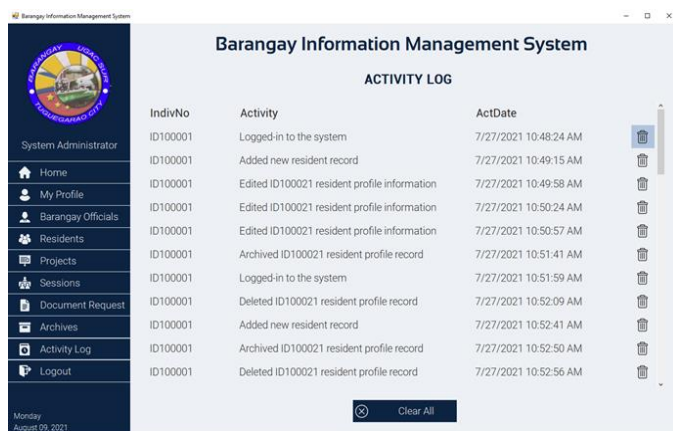 Barangay Information Management System
BARANGAY UGAC SUR
TUGUEGARAO CITY
System Administrator
Home
My Profile
Barangay Officials
Residents
Projects
Sessions
Document Request
Archives
Activity Log
Logout
Monday
August 09, 2021
Barangay Information Management System
ACTIVITY LOG
IndivNo Activity ActDate
ID100001 Logged-in to the system 7/27/2021 10:48:24 AM
ID100001 Added new resident record 7/27/2021 10:49:15 AM
ID100001 Edited ID100021 resident profile information 7/27/2021 10:49:58 AM
ID100001 Edited ID100021 resident profile information 7/27/2021 10:50:24 AM
ID100001 Edited ID100021 resident profile information 7/27/2021 10:50:57 AM
ID100001 Archived ID100021 resident profile record 7/27/2021 10:51:41 AM
ID100001 Logged-in to the system 7/27/2021 10:51:59 AM
ID100001 Deleted ID100021 resident profile record 7/27/2021 10:52:09 AM
ID100001 Added new resident record 7/27/2021 10:52:41 AM
ID100001 Archived ID100021 resident profile record 7/27/2021 10:52:50 AM
ID100001 Deleted ID100021 resident profile record 7/27/2021 10:52:56 AM
Clear All